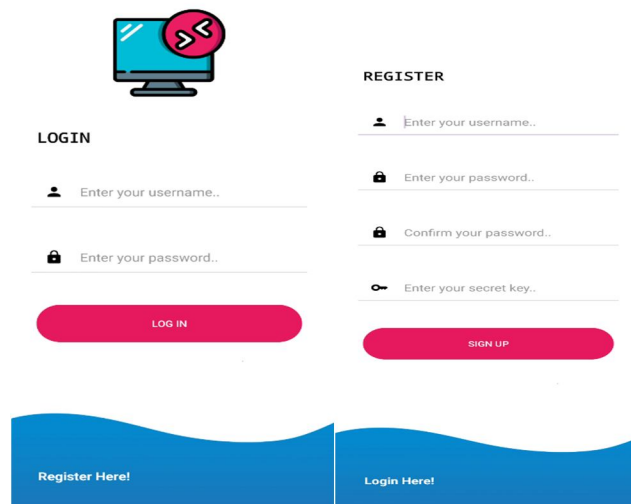 LOGIN
Enter your username..
Enter your password..
LOG IN
Register Here!
REGISTER
Enter your username..
Enter your password..
Confirm your password..
Enter your secret key..
SIGN UP
Login Here!